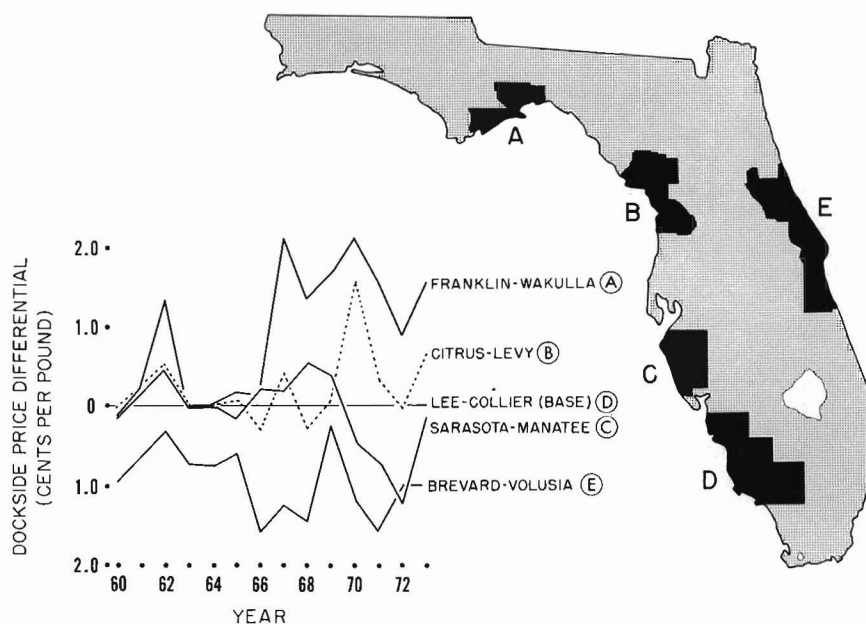 A
B
E
C
D
DOCKSIDE PRICE DIFFERENTIAL
(CENTS PER POUND)
2.0
1.0
0
1.0
2.0
FRANKLIN-WAKULLA A
CITRUS-LEVY B
LEE-COLLIER (BASE) D
SARASOTA-MANATEE C
BREVARD-VOLUSIA E
60 62 64 66 68 70 72
YEAR